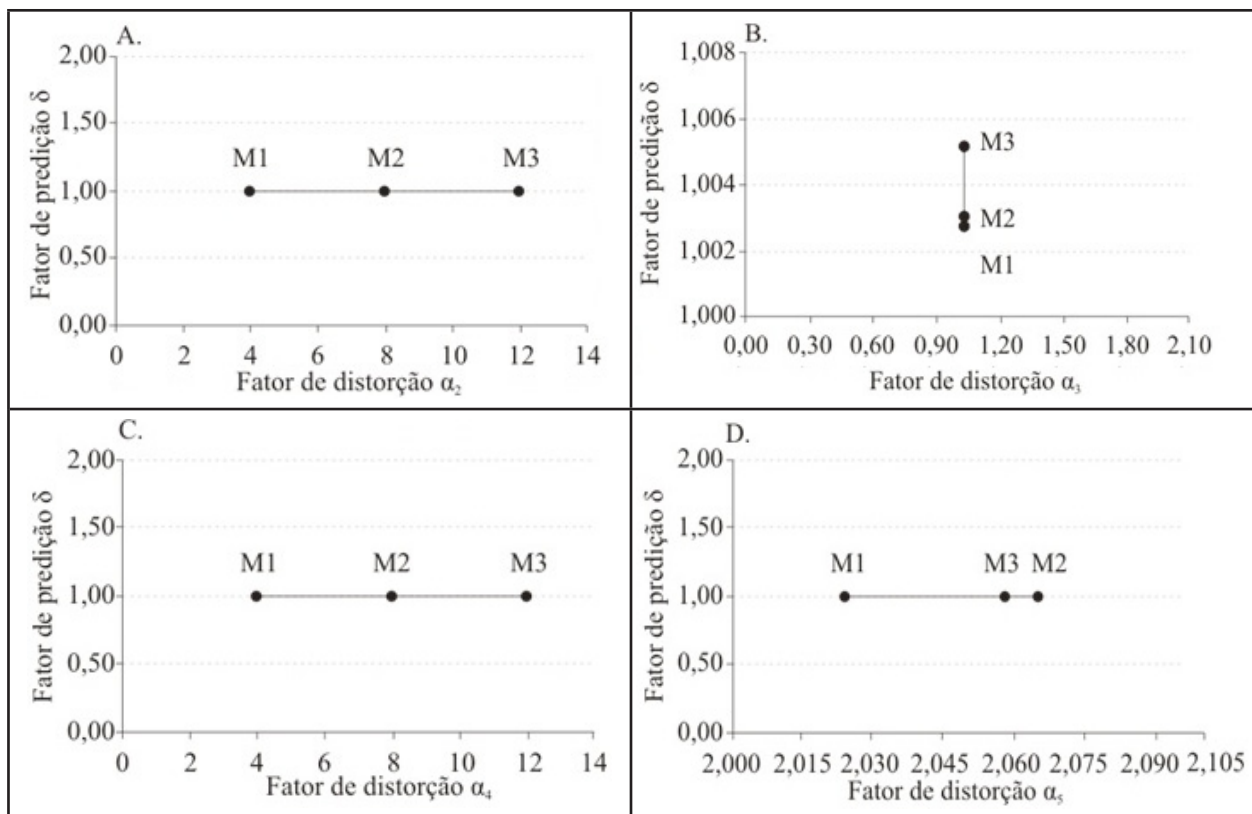 A.
Fator de predição δ
2,00
1,50
1,00
0,50
0,00
M1 M2 M3
0 2 4 6 8 10 12 14
Fator de distorção α₂
B.
Fator de predição δ
1,008
1,006
1,004
1,002
1,000
M3
M2
M1
0,00 0,30 0,60 0,90 1,20 1,50 1,80 2,10
Fator de distorção α₃
C.
Fator de predição δ
2,00
1,50
1,00
0,50
0,00
M1 M2 M3
0 2 4 6 8 10 12 14
Fator de distorção α₄
D.
Fator de predição δ
2,00
1,50
1,00
0,50
0,00
M1 M3 M2
2,000 2,015 2,030 2,045 2,060 2,075 2,090 2,105
Fator de distorção α₅